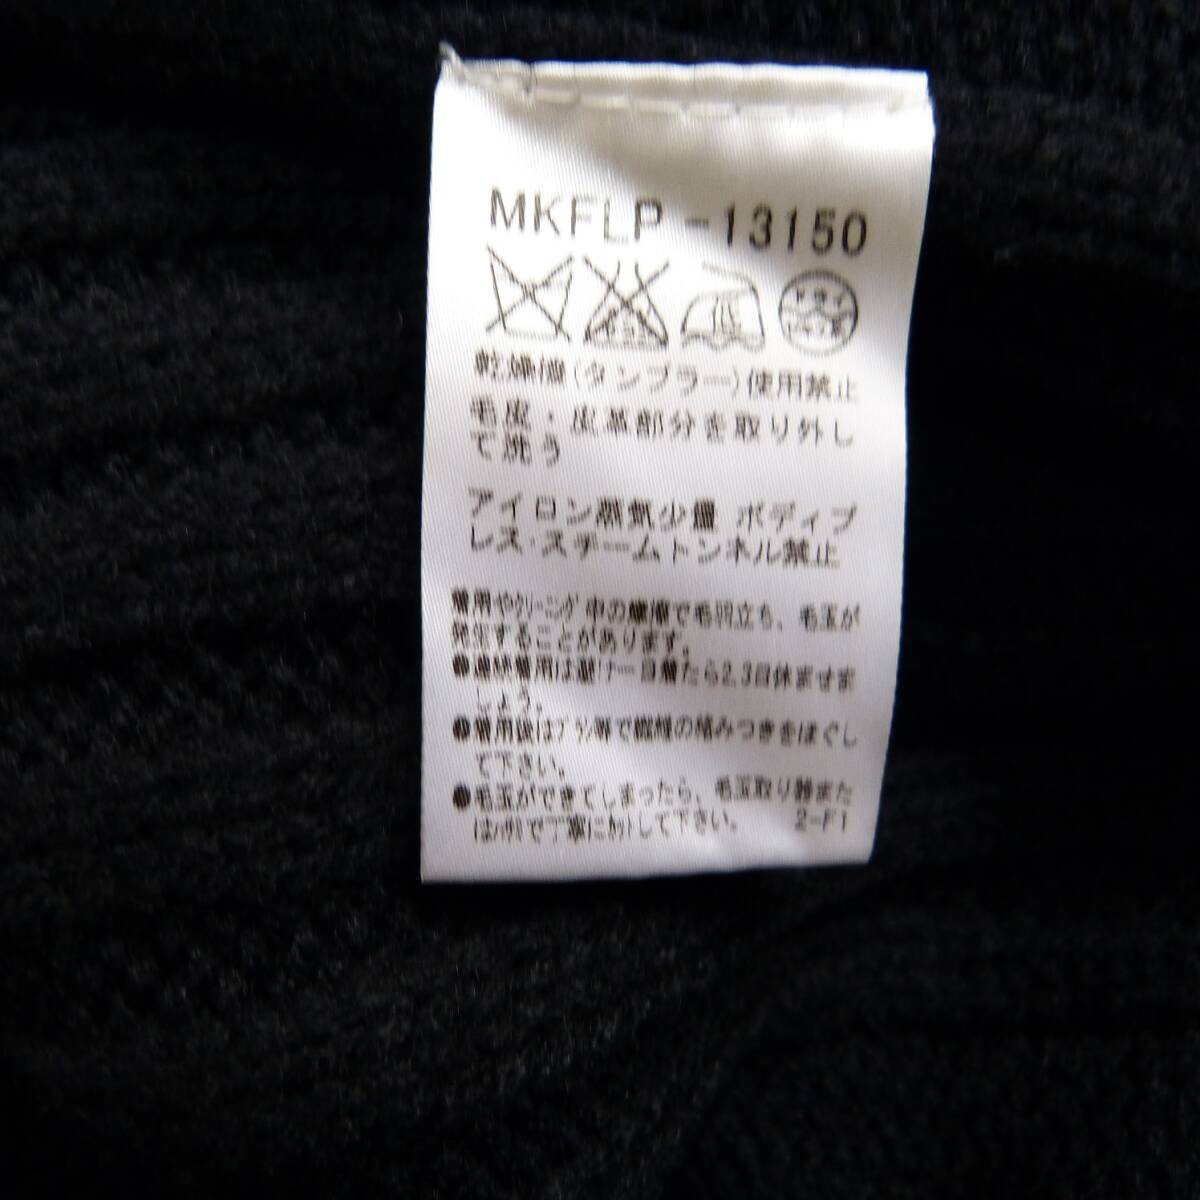 MKFLP-13150
低
乾燥機(タンブラー)使用禁止
毛皮・皮革部分を取り外し
て洗う
アイロン蒸気少量 ボディプ
レス・スチームトンネル禁止
着用やクリーニング中の摩擦で毛羽立ち、毛玉が
発生することがあります。
●連続着用は避け一日着たら2,3日休ませま
しょう。
●着用後はブラシ等で繊維の絡みつきをほぐし
て下さい。
●毛玉ができてしまったら、毛玉取り器また
はハサミで丁寧にカットして下さい。 2-F1